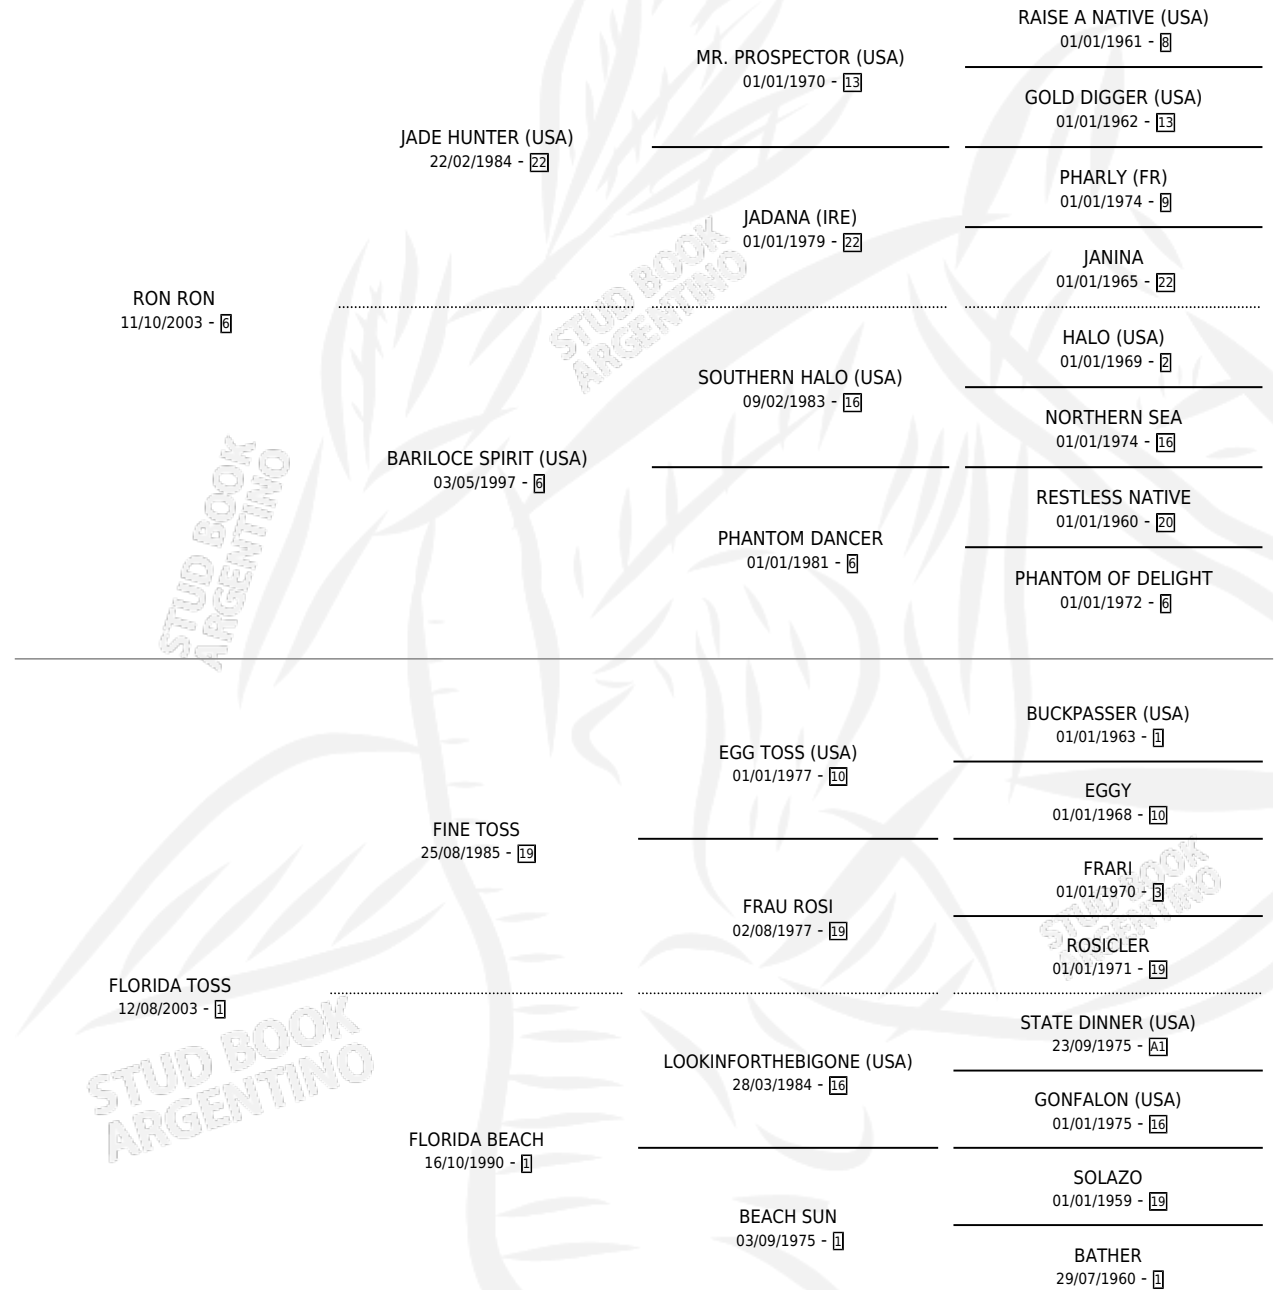 RAISE A NATIVE (USA)
01/01/1961 - 8
MR. PROSPECTOR (USA)
01/01/1970 - 13
GOLD DIGGER (USA)
01/01/1962 - 13
JADE HUNTER (USA)
22/02/1984 - 22
PHARLY (FR)
01/01/1974 - 9
JADANA (IRE)
01/01/1979 - 22
JANINA
01/01/1965 - 22
RON RON
11/10/2003 - 6
STUD BOOK
ARGENTINO
HALO (USA)
01/01/1969 - 2
SOUTHERN HALO (USA)
09/02/1983 - 16
NORTHERN SEA
01/01/1974 - 16
BARILOCE SPIRIT (USA)
03/05/1997 - 6
RESTLESS NATIVE
01/01/1960 - 20
PHANTOM DANCER
01/01/1981 - 6
PHANTOM OF DELIGHT
01/01/1972 - 6
STUD BOOK
ARGENTINO
BUCKPASSER (USA)
01/01/1963 - 1
EGG TOSS (USA)
01/01/1977 - 10
EGGY
01/01/1968 - 10
FINE TOSS
25/08/1985 - 19
FRARI
01/01/1970 - 3
FRAU ROSI
02/08/1977 - 19
ROSICLER
01/01/1971 - 19
STUD BOOK
ARGENTINO
FLORIDA TOSS
12/08/2003 - 1
STATE DINNER (USA)
23/09/1975 - A1
LOOKINFORTHEBIGONE (USA)
28/03/1984 - 16
GONFALON (USA)
01/01/1975 - 16
STUD BOOK
ARGENTINO
FLORIDA BEACH
16/10/1990 - 1
SOLAZO
01/01/1959 - 19
BEACH SUN
03/09/1975 - 1
BATHER
29/07/1960 - 1